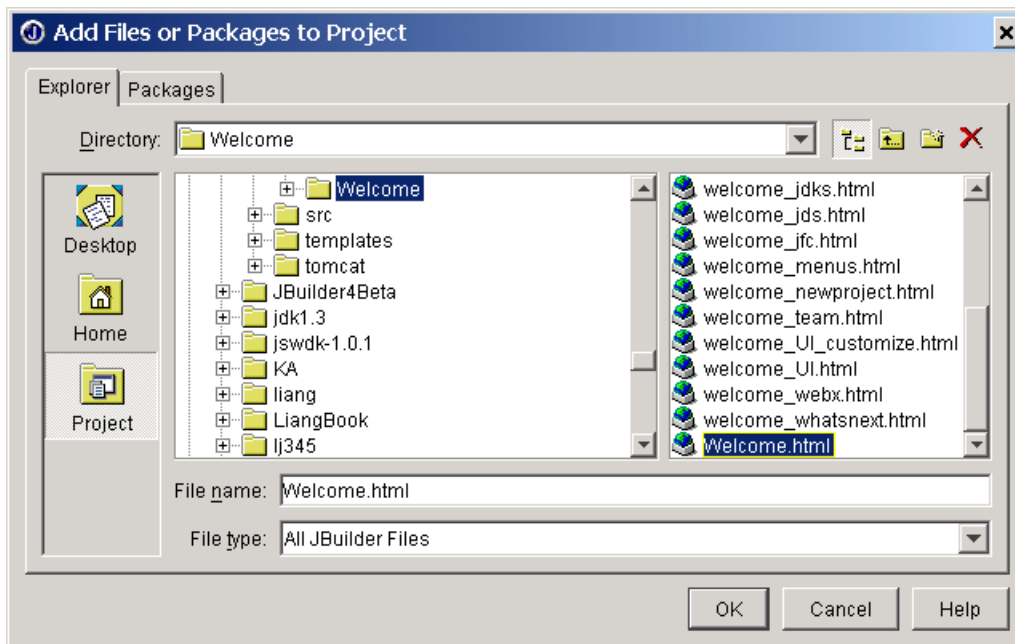 Add Files or Packages to Project
Explorer
Packages
Directory:
Welcome
Desktop
Home
Project
Welcome
src
templates
tomcat
JBuilder4Beta
jdk1.3
jswdk-1.0.1
KA
liang
LiangBook
lj345
welcome_jdks.html
welcome_jds.html
welcome_jfc.html
welcome_menus.html
welcome_newproject.html
welcome_team.html
welcome_UI_customize.html
welcome_UI.html
welcome_webx.html
welcome_whatsnext.html
Welcome.html
File name: Welcome.html
File type: All JBuilder Files
OK
Cancel
Help